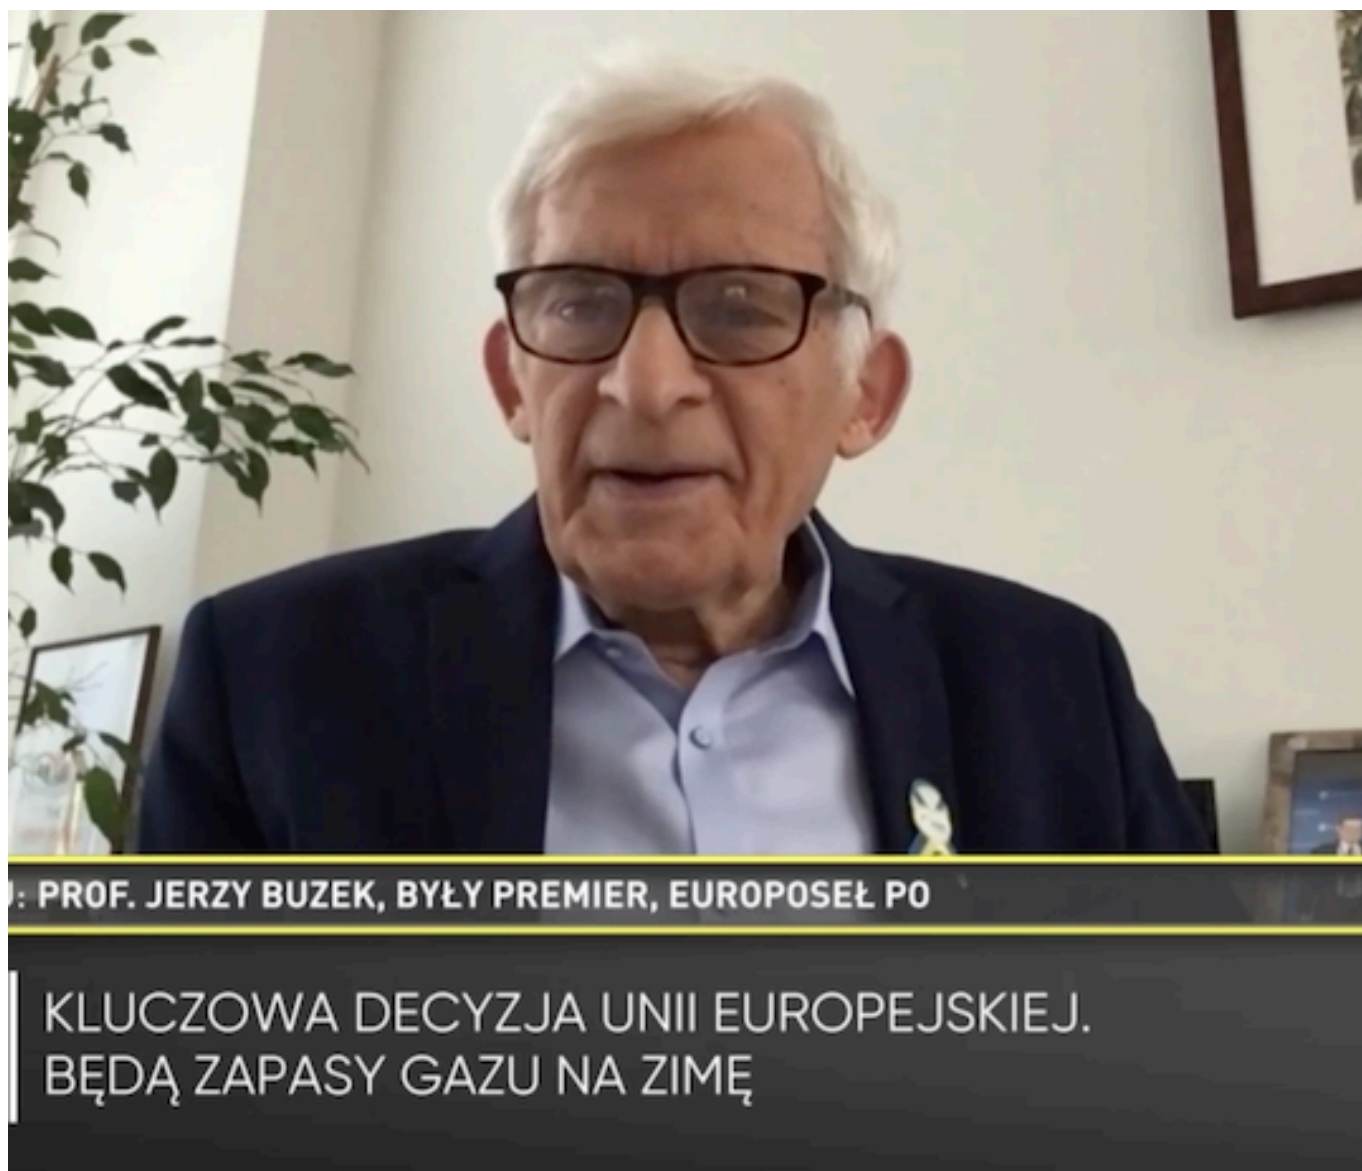 J: PROF. JERZY BUZEK, BYŁY PREMIER, EUROPOSEŁ PO
KLUCZOWA DECYZJA UNII EUROPEJSKIEJ.
BĘDĄ ZAPASY GAZU NA ZIMĘ